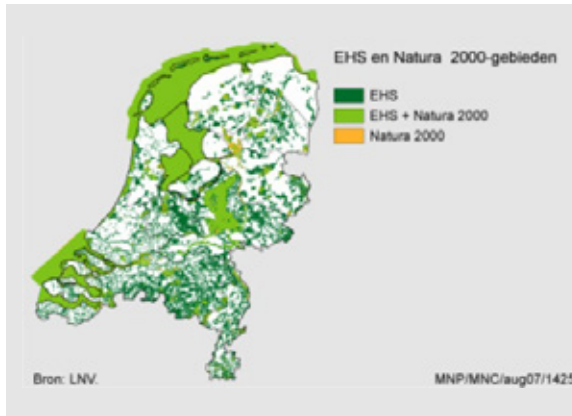 EHS en Natura 2000-gebieden
EHS
EHS + Natura 2000
Natura 2000
Bron: LNV.
MNP/MNC/aug07/1425